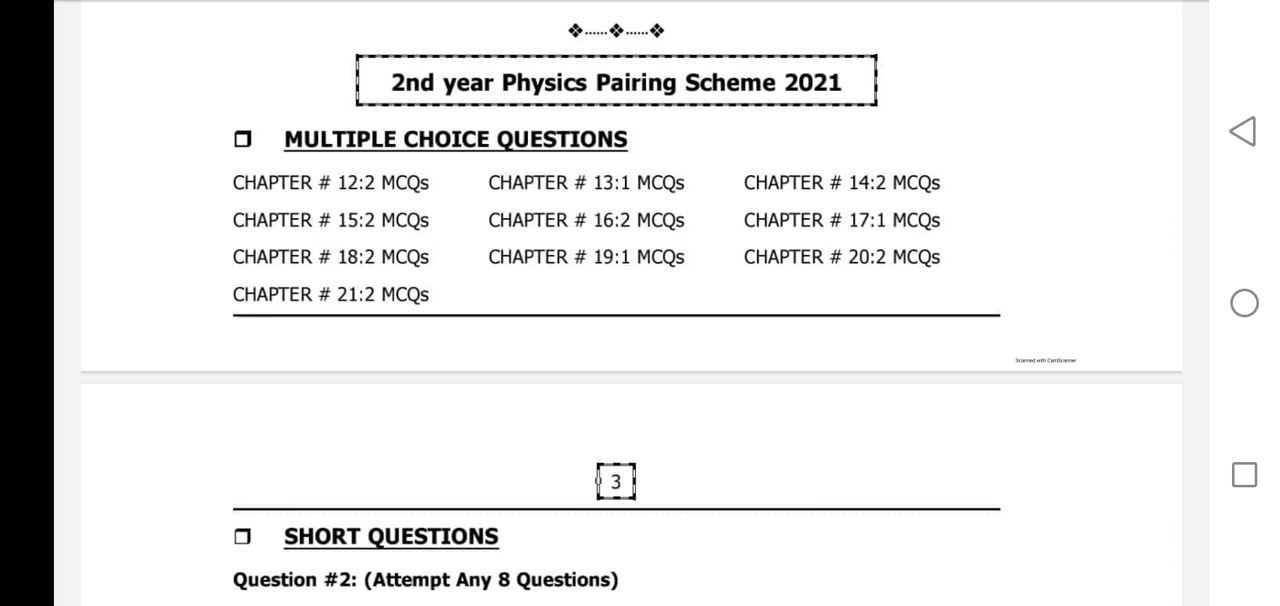 ❖......❖......❖
2nd year Physics Pairing Scheme 2021
❒ MULTIPLE CHOICE QUESTIONS
CHAPTER # 12:2 MCQs CHAPTER # 13:1 MCQs CHAPTER # 14:2 MCQs
CHAPTER # 15:2 MCQs CHAPTER # 16:2 MCQs CHAPTER # 17:1 MCQs
CHAPTER # 18:2 MCQs CHAPTER # 19:1 MCQs CHAPTER # 20:2 MCQs
CHAPTER # 21:2 MCQs
Scanned with CamScanner
3
❒ SHORT QUESTIONS
Question #2: (Attempt Any 8 Questions)